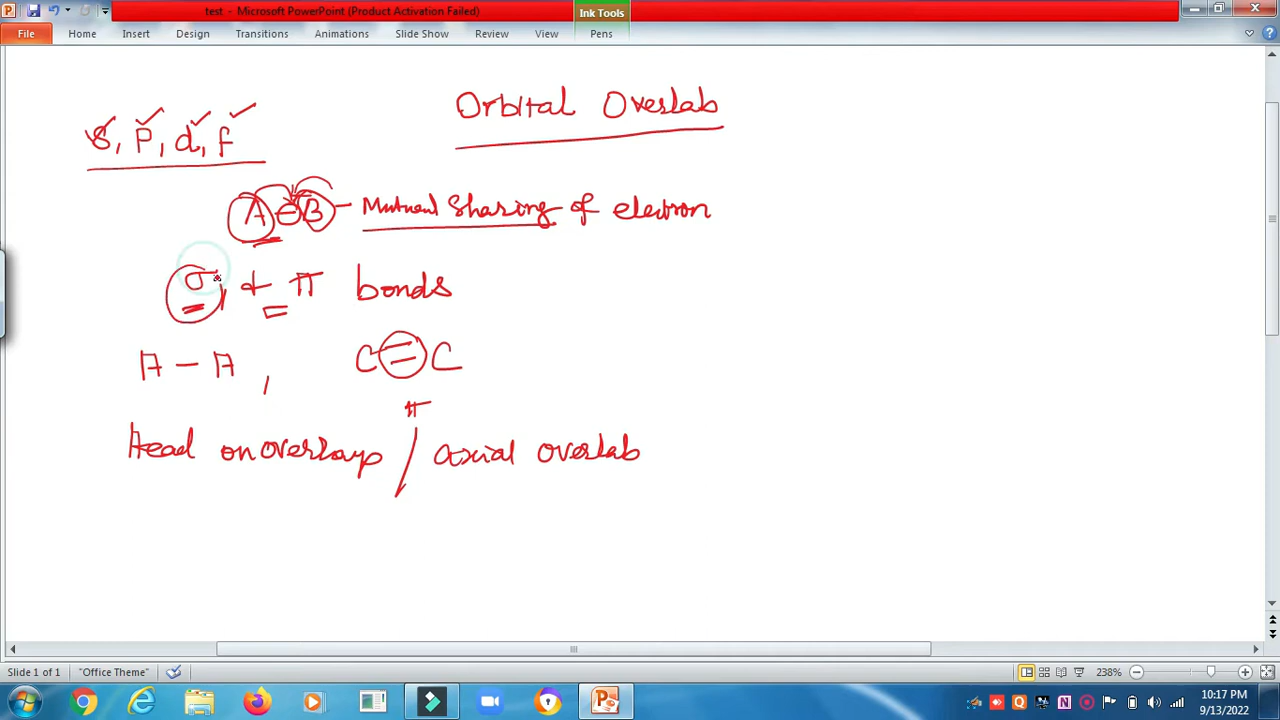 test - Microsoft PowerPoint (Product Activation Failed)
Ink Tools
File Home Insert Design Transitions Animations Slide Show Review View Pens
Orbital Overlab
s, p, d, f
A - B - Mutual Sharing of electron
σ, & π bonds
A - A, C = C
π
Head on overlaps / axial overlab
Slide 1 of 1 "Office Theme" 238%
10:17 PM
9/13/2022